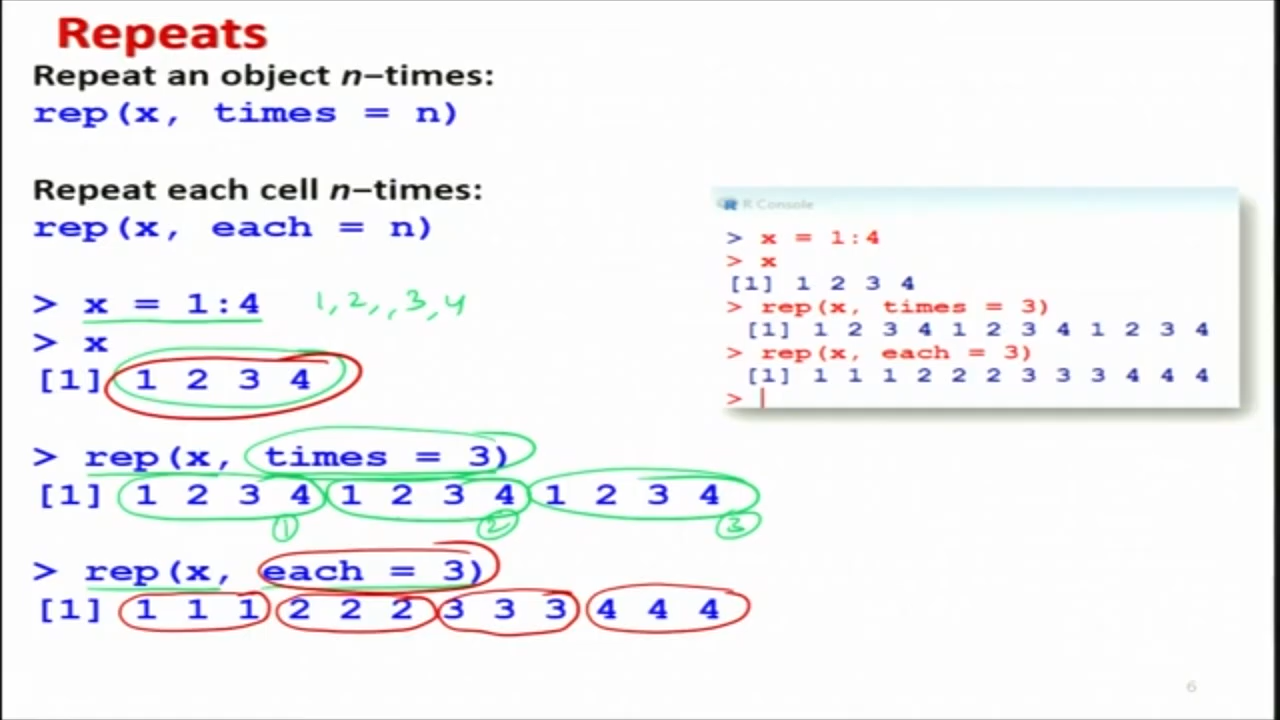 Repeats
Repeat an object n–times:
rep(x, times = n)
Repeat each cell n–times:
rep(x, each = n)
> x = 1:4 1,2,,3,4
> x
[1] 1 2 3 4
> rep(x, times = 3)
[1] 1 2 3 4 1 2 3 4 1 2 3 4
1 2 3
> rep(x, each = 3)
[1] 1 1 1 2 2 2 3 3 3 4 4 4
R Console
> x = 1:4
> x
[1] 1 2 3 4
> rep(x, times = 3)
[1] 1 2 3 4 1 2 3 4 1 2 3 4
> rep(x, each = 3)
[1] 1 1 1 2 2 2 3 3 3 4 4 4
> |
6